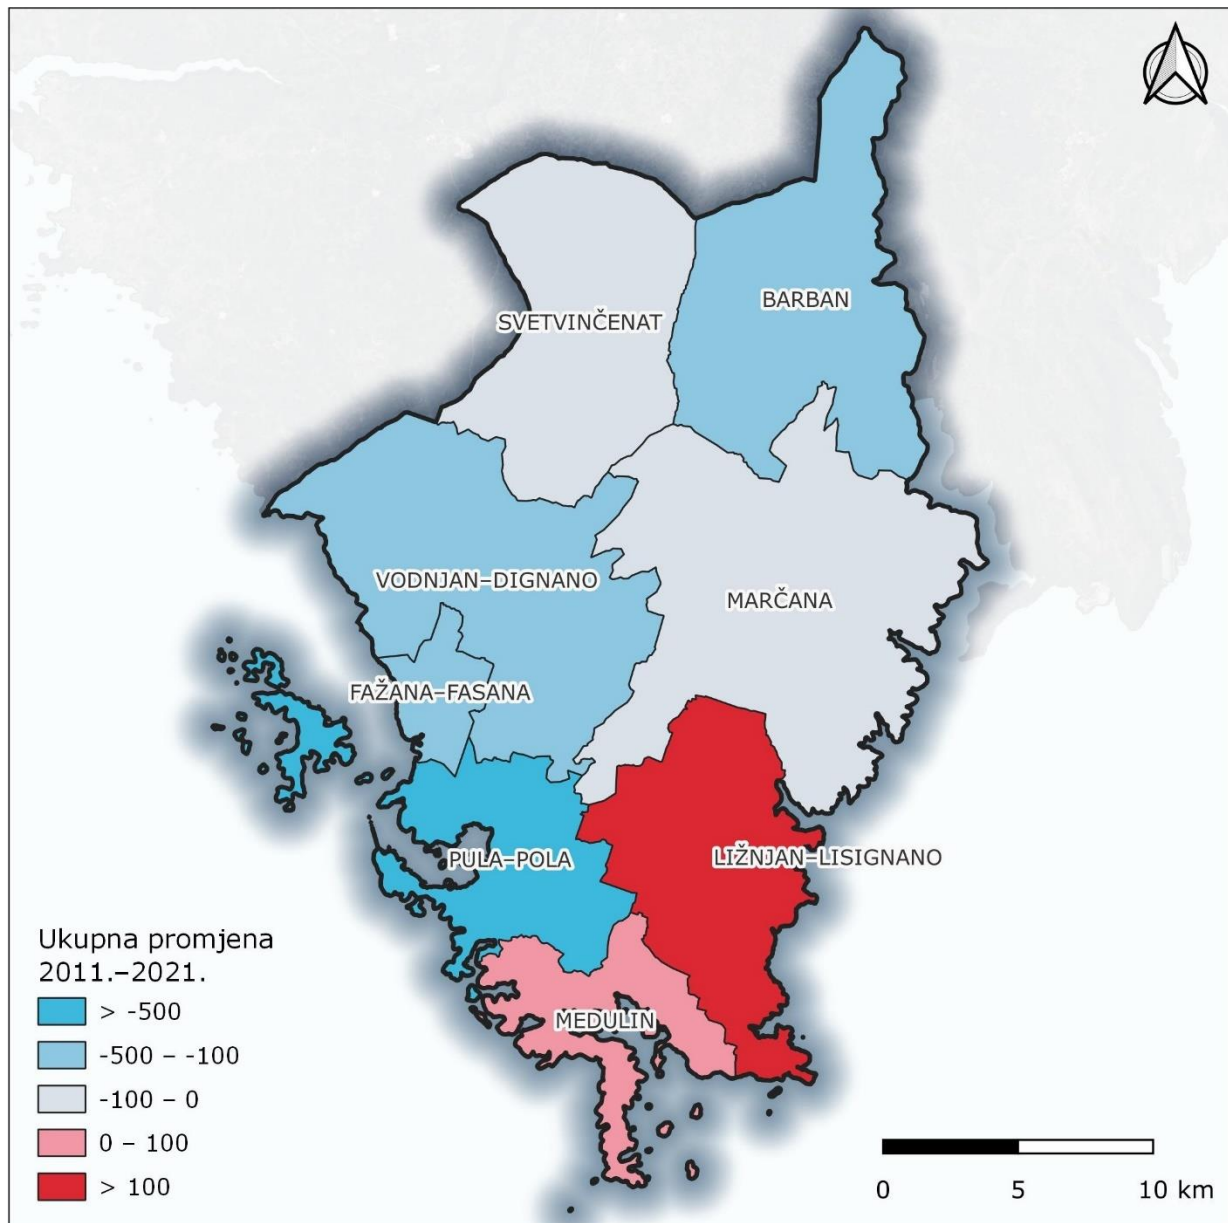 BARBAN
SVETVINČENAT
VODNJAN–DIGNANO
MARČANA
FAŽANA–FASANA
PULA–POLA
LIŽNJAN–LISIGNANO
MEDULIN
Ukupna promjena
2011.–2021.
> -500
-500 – -100
-100 – 0
0 – 100
> 100
0 5 10 km